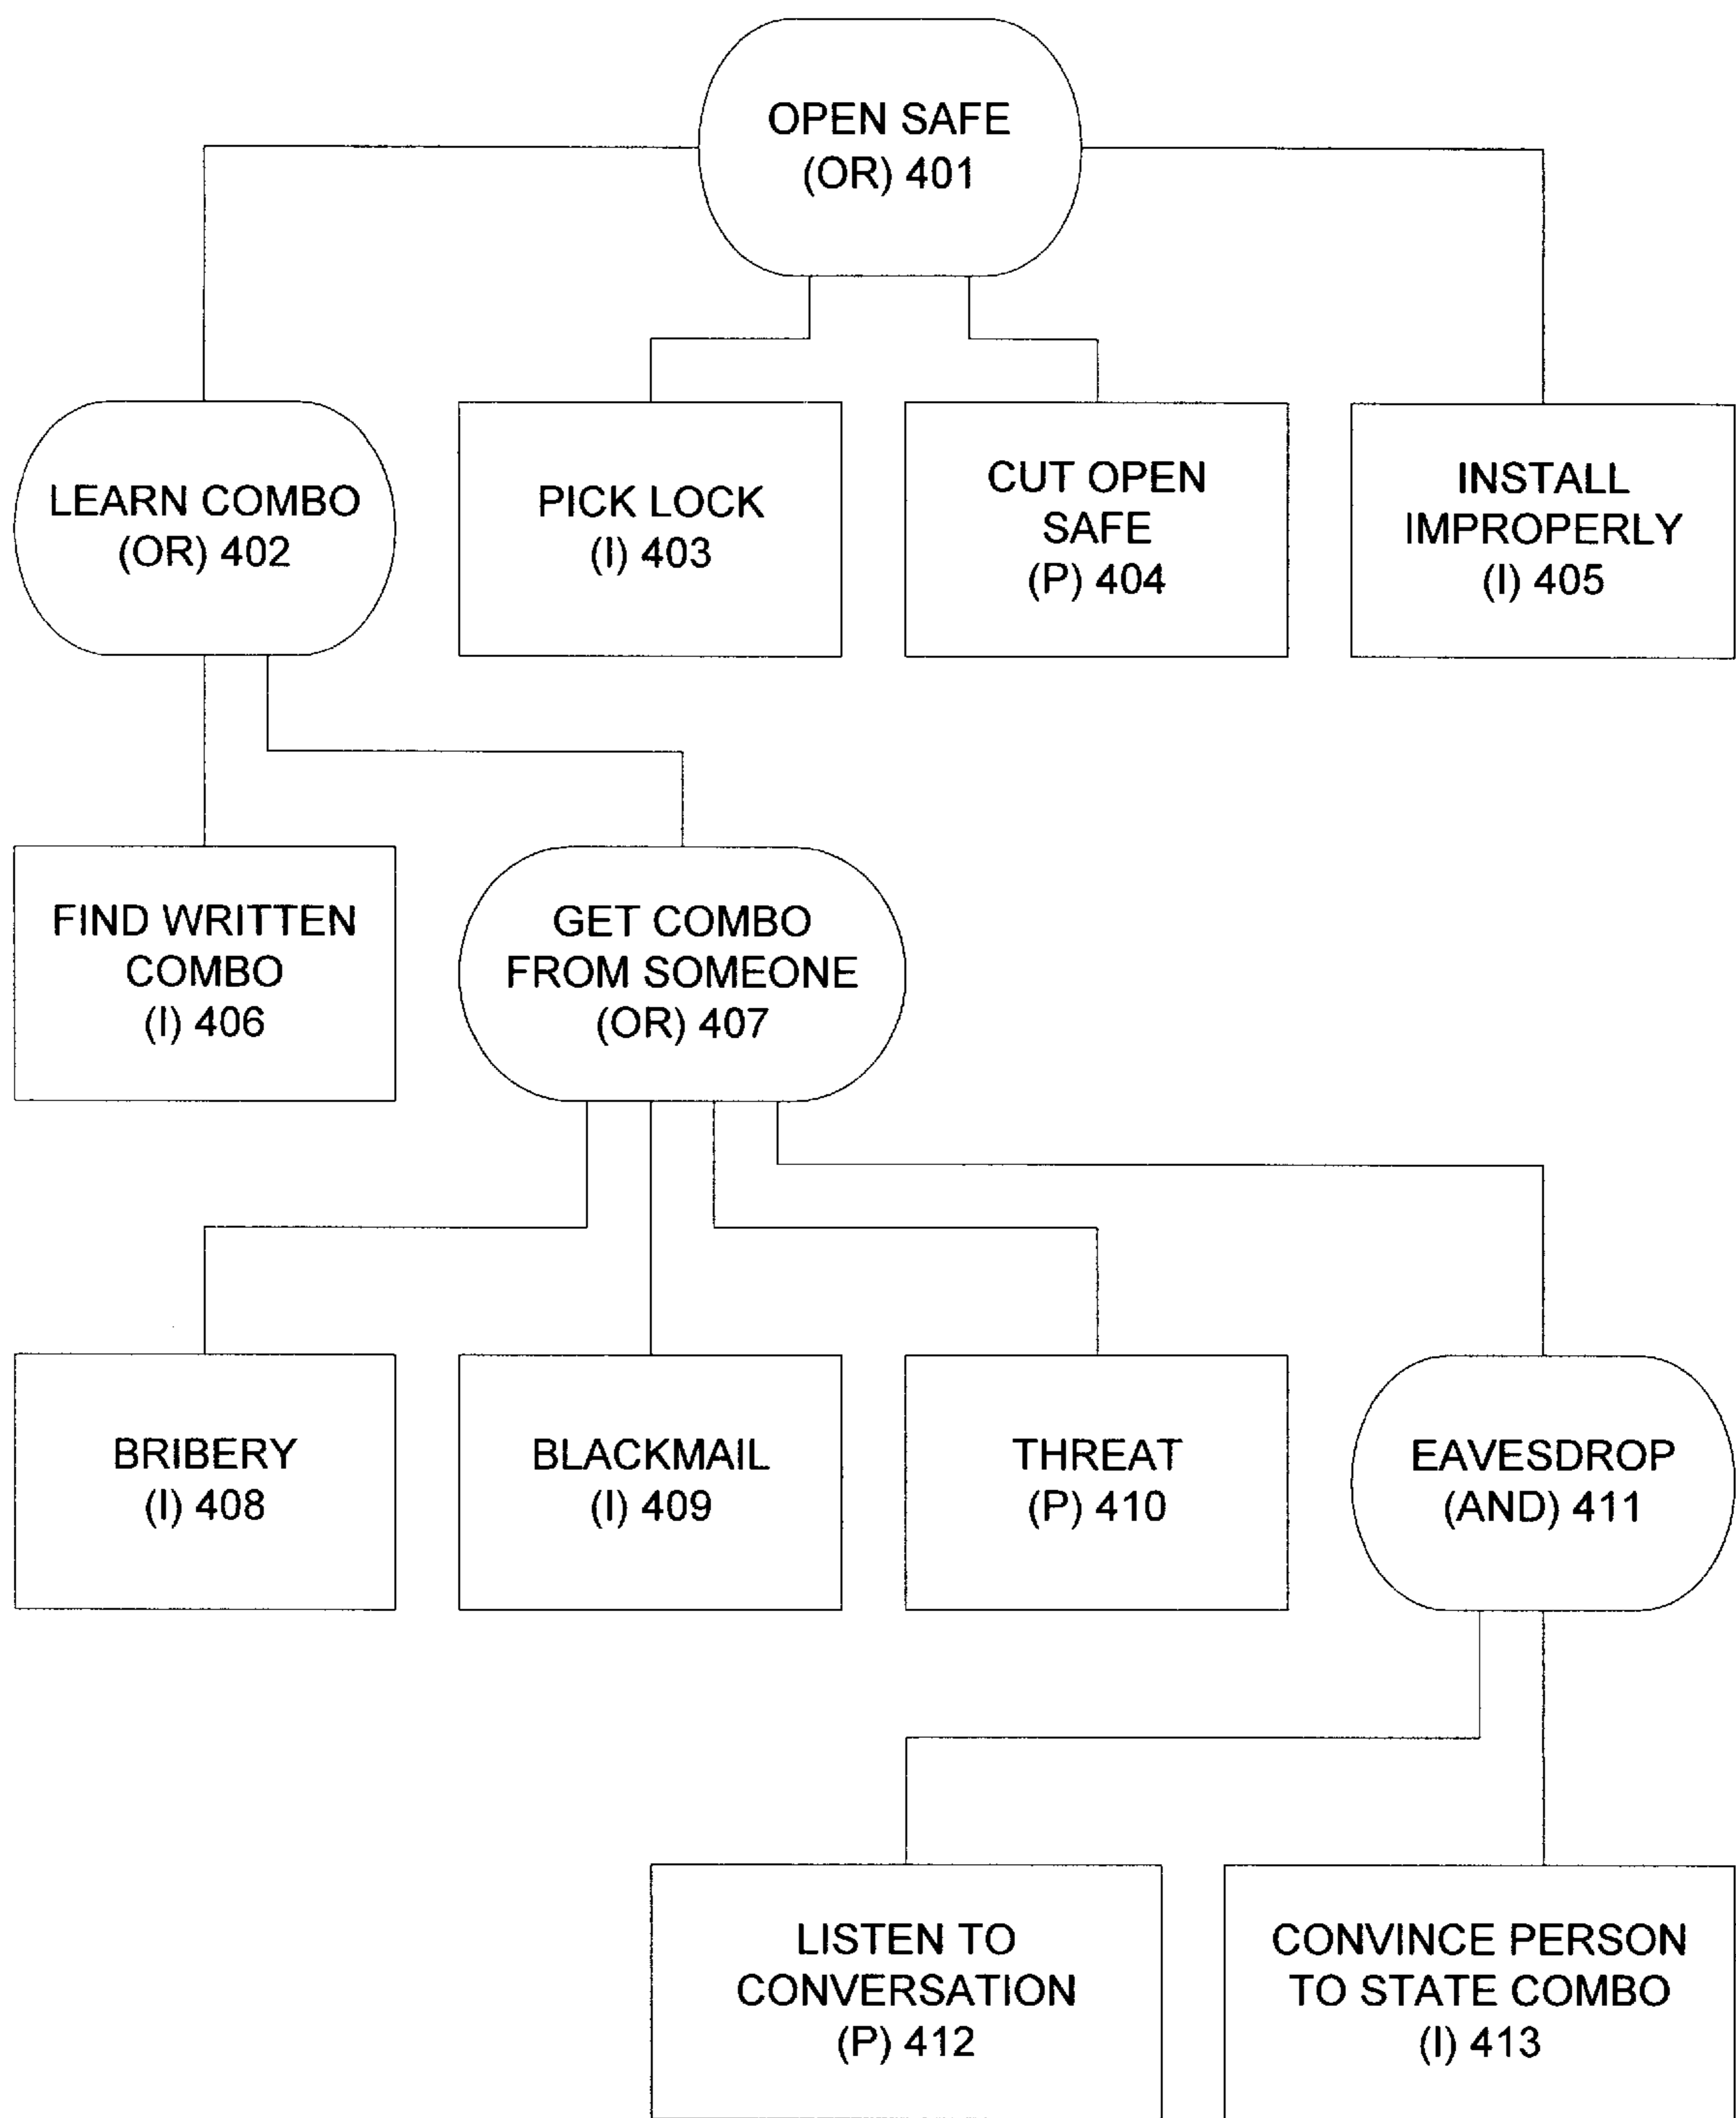 OPEN SAFE
(OR) 401
LEARN COMBO
(OR) 402
PICK LOCK
(I) 403
CUT OPEN
SAFE
(P) 404
INSTALL
IMPROPERLY
(I) 405
FIND WRITTEN
COMBO
(I) 406
GET COMBO
FROM SOMEONE
(OR) 407
BRIBERY
(I) 408
BLACKMAIL
(I) 409
THREAT
(P) 410
EAVESDROP
(AND) 411
LISTEN TO
CONVERSATION
(P) 412
CONVINCE PERSON
TO STATE COMBO
(I) 413